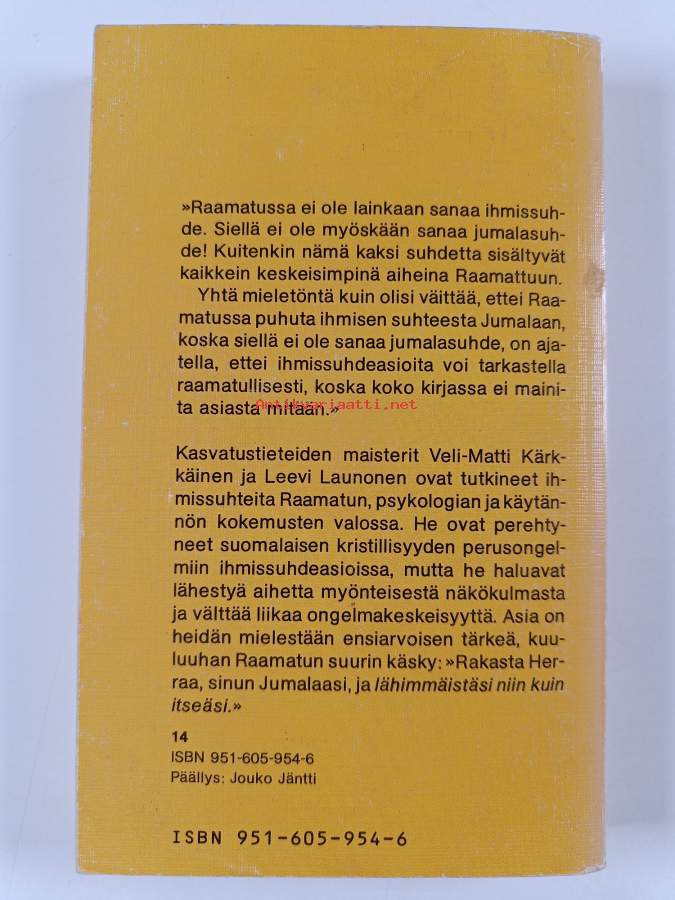 »Raamatussa ei ole lainkaan sanaa ihmissuh-
de. Siellä ei ole myöskään sanaa jumalasuh-
de! Kuitenkin nämä kaksi suhdetta sisältyvät
kaikkein keskeisimpinä aiheina Raamattuun.
Yhtä mieletöntä kuin olisi väittää, ettei Raa-
matussa puhuta ihmisen suhteesta Jumalaan,
koska siellä ei ole sanaa jumalasuhde, on aja-
tella, ettei ihmissuhdeasioita voi tarkastella
raamatullisesti, koska koko kirjassa ei maini-
ta asiasta mitään.»
Antikvariaatti.net
Kasvatustieteiden maisterit Veli-Matti Kärk-
käinen ja Leevi Launonen ovat tutkineet ih-
missuhteita Raamatun, psykologian ja käytän-
nön kokemusten valossa. He ovat perehty-
neet suomalaisen kristillisyyden perusongel-
miin ihmissuhdeasioissa, mutta he haluavat
lähestyä aihetta myönteisestä näkökulmasta
ja välttää liikaa ongelmakeskeisyyttä. Asia on
heidän mielestään ensiarvoisen tärkeä, kuu-
luuhan Raamatun suurin käsky: »Rakasta Her-
raa, sinun Jumalaasi, ja lähimmäistäsi niin kuin
itseäsi.»
14
ISBN 951-605-954-6
Päällys: Jouko Jäntti
ISBN 951-605-954-6